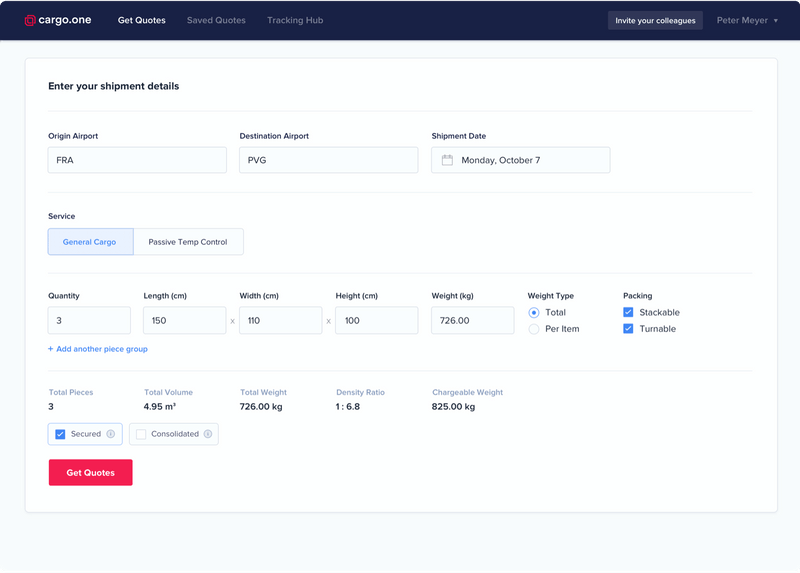 cargo.one Get Quotes Saved Quotes Tracking Hub Invite your colleagues Peter Meyer
Enter your shipment details
Origin Airport Destination Airport Shipment Date
FRA PVG Monday, October 7
Service
General Cargo Passive Temp Control
Quantity Length (cm) Width (cm) Height (cm) Weight (kg) Weight Type Packing
3 150 x 110 x 100 726.00 Total Stackable
Per Item Turnable
+ Add another piece group
Total Pieces Total Volume Total Weight Density Ratio Chargeable Weight
3 4.95 m³ 726.00 kg 1 : 6.8 825.00 kg
Secured Consolidated
Get Quotes